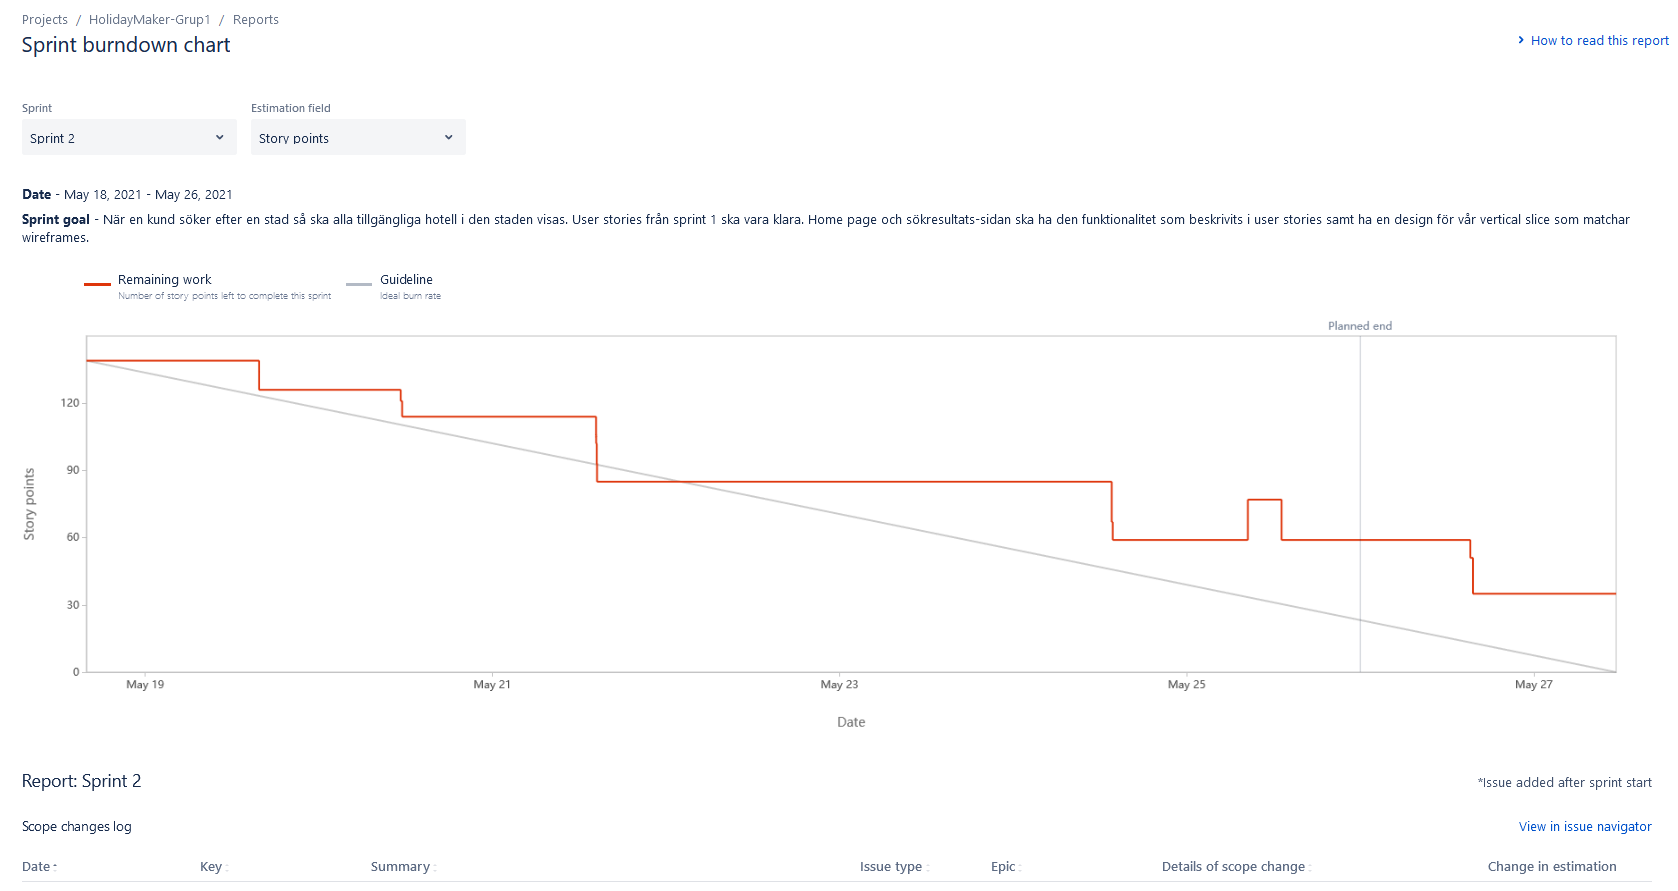 Projects / HolidayMaker-Grup1 / Reports
Sprint burndown chart
How to read this report
Sprint
Estimation field
Sprint 2
Story points
Date - May 18, 2021 - May 26, 2021
Sprint goal - När en kund söker efter en stad så ska alla tillgängliga hotell i den staden visas. User stories från sprint 1 ska vara klara. Home page och sökresultats-sidan ska ha den funktionalitet som beskrivits i user stories samt ha en design för vår vertical slice som matchar
wireframes.
Remaining work
Number of story points left to complete this sprint
Guideline
Ideal burn rate
Planned end
120
90
60
30
0
Story points
May 19
May 21
May 23
May 25
May 27
Date
Report: Sprint 2
*Issue added after sprint start
Scope changes log
View in issue navigator
Date
Key
Summary
Issue type
Epic
Details of scope change
Change in estimation